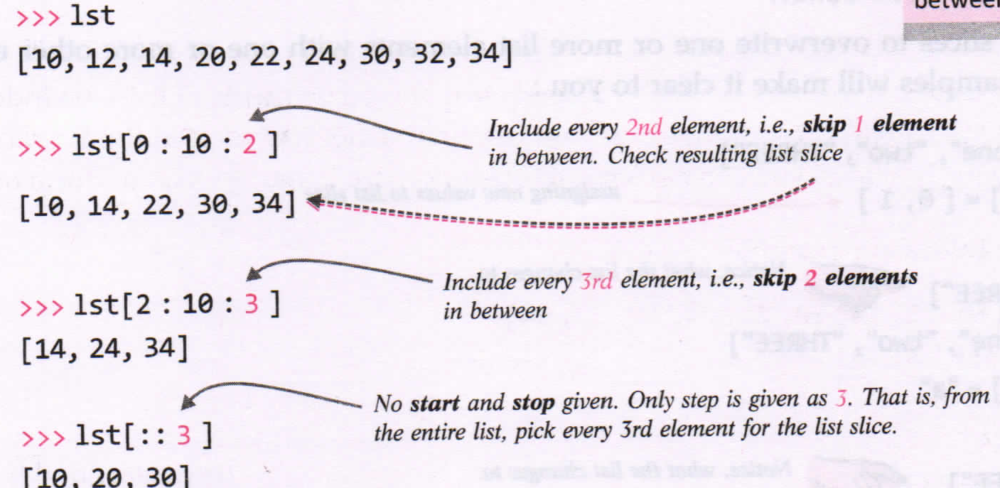 between
>>> lst
[10, 12, 14, 20, 22, 24, 30, 32, 34]
>>> lst[0 : 10 : 2 ]
Include every 2nd element, i.e., skip 1 element
in between. Check resulting list slice
[10, 14, 22, 30, 34]
>>> lst[2 : 10 : 3 ]
Include every 3rd element, i.e., skip 2 elements
in between
[14, 24, 34]
>>> lst[:: 3 ]
No start and stop given. Only step is given as 3. That is, from
the entire list, pick every 3rd element for the list slice.
[10, 20, 30]